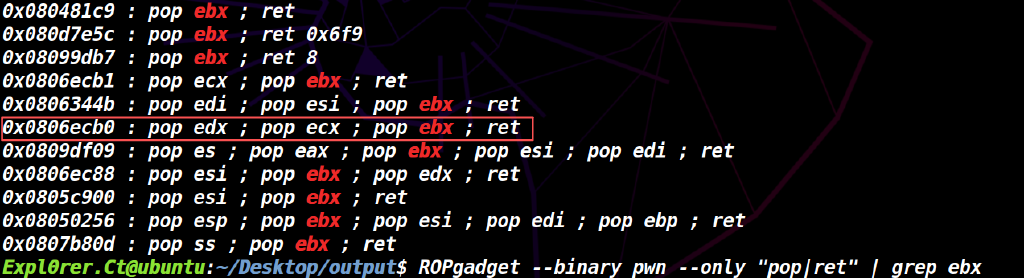 0x080481c9 : pop ebx ; ret
0x080d7e5c : pop ebx ; ret 0x6f9
0x08099db7 : pop ebx ; ret 8
0x0806ecb1 : pop ecx ; pop ebx ; ret
0x0806344b : pop edi ; pop esi ; pop ebx ; ret
0x0806ecb0 : pop edx ; pop ecx ; pop ebx ; ret
0x0809df09 : pop es ; pop eax ; pop ebx ; pop esi ; pop edi ; ret
0x0806ec88 : pop esi ; pop ebx ; pop edx ; ret
0x0805c900 : pop esi ; pop ebx ; ret
0x08050256 : pop esp ; pop ebx ; pop esi ; pop edi ; pop ebp ; ret
0x0807b80d : pop ss ; pop ebx ; ret
Expl0rer.Ct@ubuntu:~/Desktop/output$ ROPgadget --binary pwn --only "pop|ret" | grep ebx